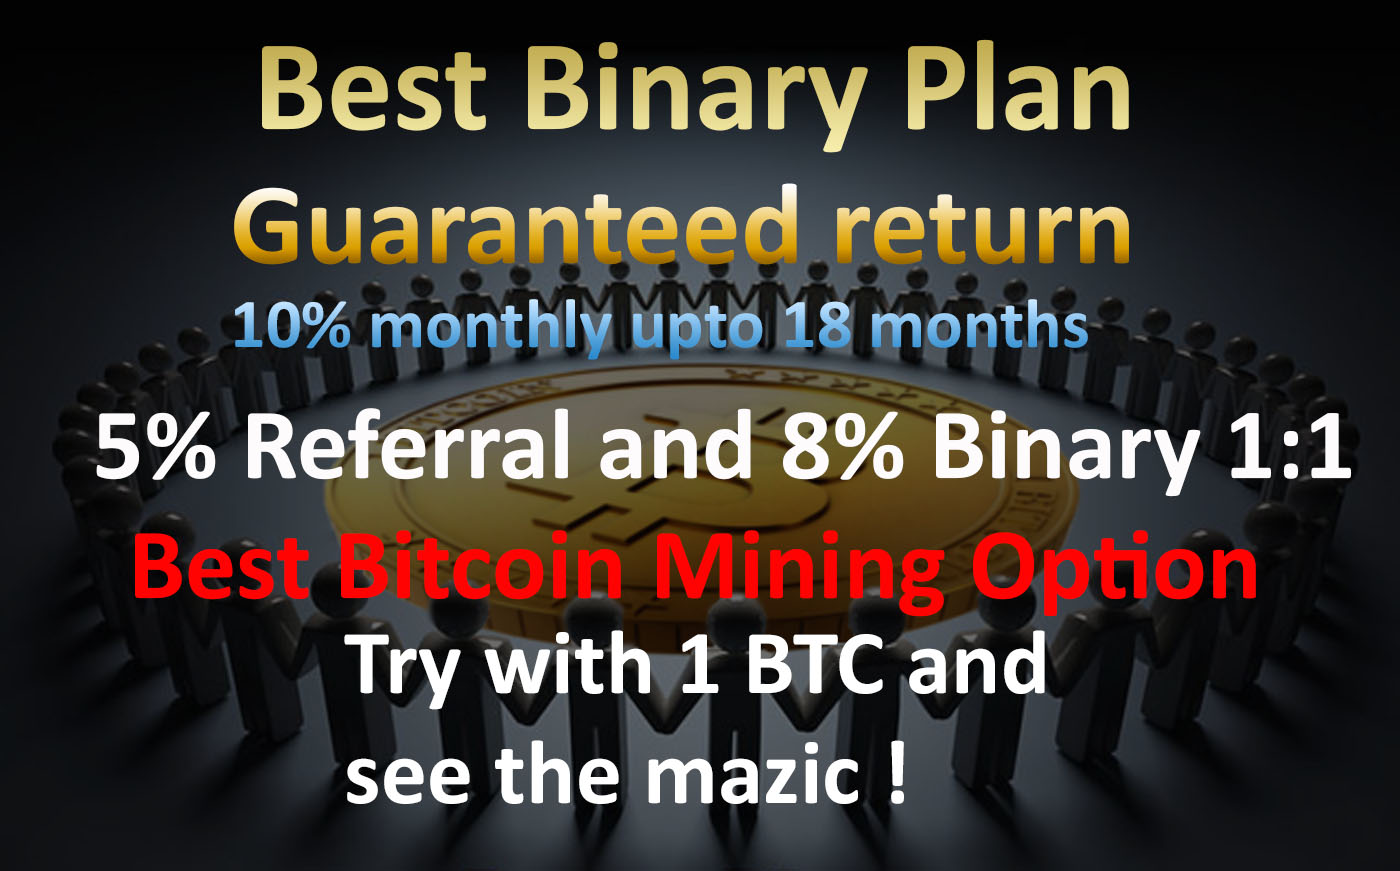 Best Binary Plan
Guaranteed return
10% monthly upto 18 months
5% Referral and 8% Binary 1:1
Best Bitcoin Mining Option
Try with 1 BTC and
see the mazic !